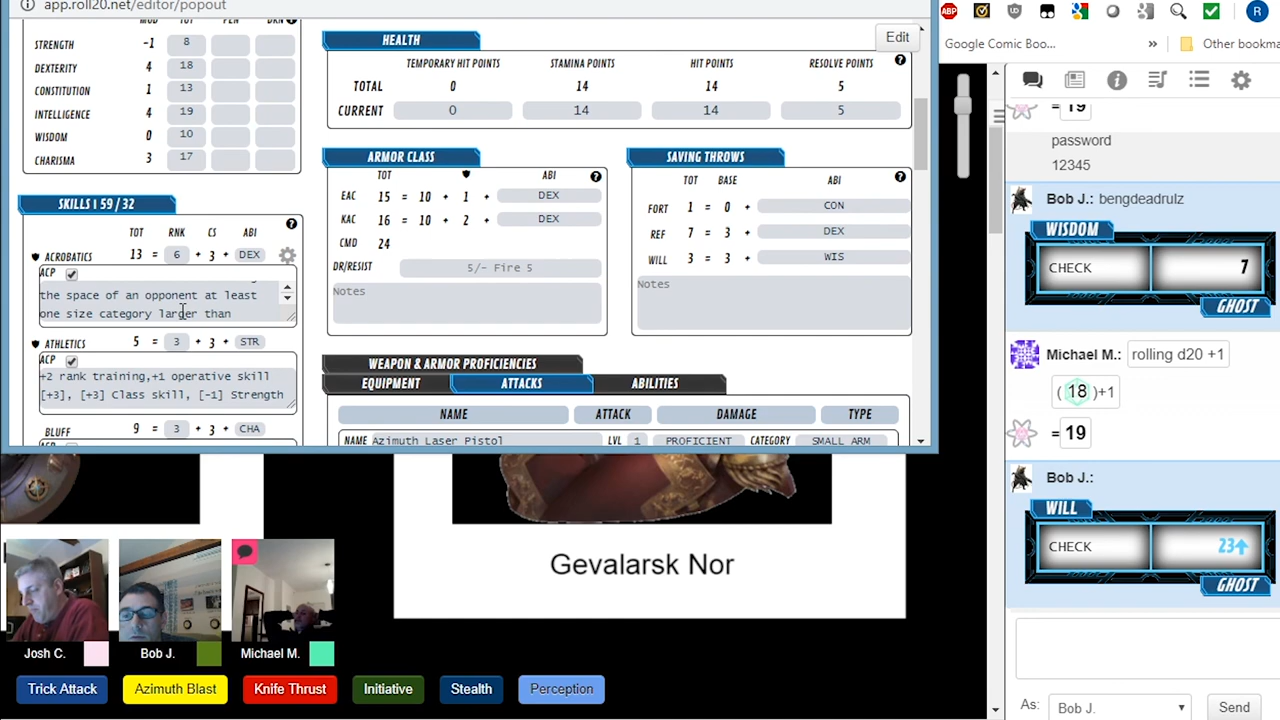 app.roll20.net/editor/popout
MOD TOT PEN DRN
STRENGTH -1 8
DEXTERITY 4 18
CONSTITUTION 1 13
INTELLIGENCE 4 19
WISDOM 0 10
CHARISMA 3 17
SKILLS | 59 / 32
TOT RNK CS ABI
ACROBATICS 13 = 6 + 3 + DEX
ACP
the space of an opponent at least
one size category larger than
ATHLETICS 5 = 3 + 3 + STR
ACP
+2 rank training,+1 operative skill
[+3], [+3] Class skill, [-1] Strength
BLUFF 9 = 3 + 3 + CHA
HEALTH
Edit
TEMPORARY HIT POINTS STAMINA POINTS HIT POINTS RESOLVE POINTS
TOTAL 0 14 14 5
CURRENT 0 14 14 5
ARMOR CLASS
TOT ABI
EAC 15 = 10 + 1 + DEX
KAC 16 = 10 + 2 + DEX
CMD 24
DR/RESIST 5/- Fire 5
Notes
SAVING THROWS
TOT BASE ABI
FORT 1 = 0 + CON
REF 7 = 3 + DEX
WILL 3 = 3 + WIS
Notes
WEAPON & ARMOR PROFICIENCIES
EQUIPMENT ATTACKS ABILITIES
NAME ATTACK DAMAGE TYPE
NAME Azimuth Laser Pistol LVL 1 PROFICIENT CATEGORY SMALL ARM
Gevalarsk Nor
Josh C. Bob J. Michael M.
Trick Attack Azimuth Blast Knife Thrust Initiative Stealth Perception
ABP R
Google Comic Boo... » Other bookma
= 19
password
12345
Bob J.: bengdeadrulz
WISDOM
CHECK 7
GHOST
Michael M.: rolling d20 +1
(18)+1
=19
Bob J.:
WILL
CHECK 23
GHOST
As: Bob J. Send